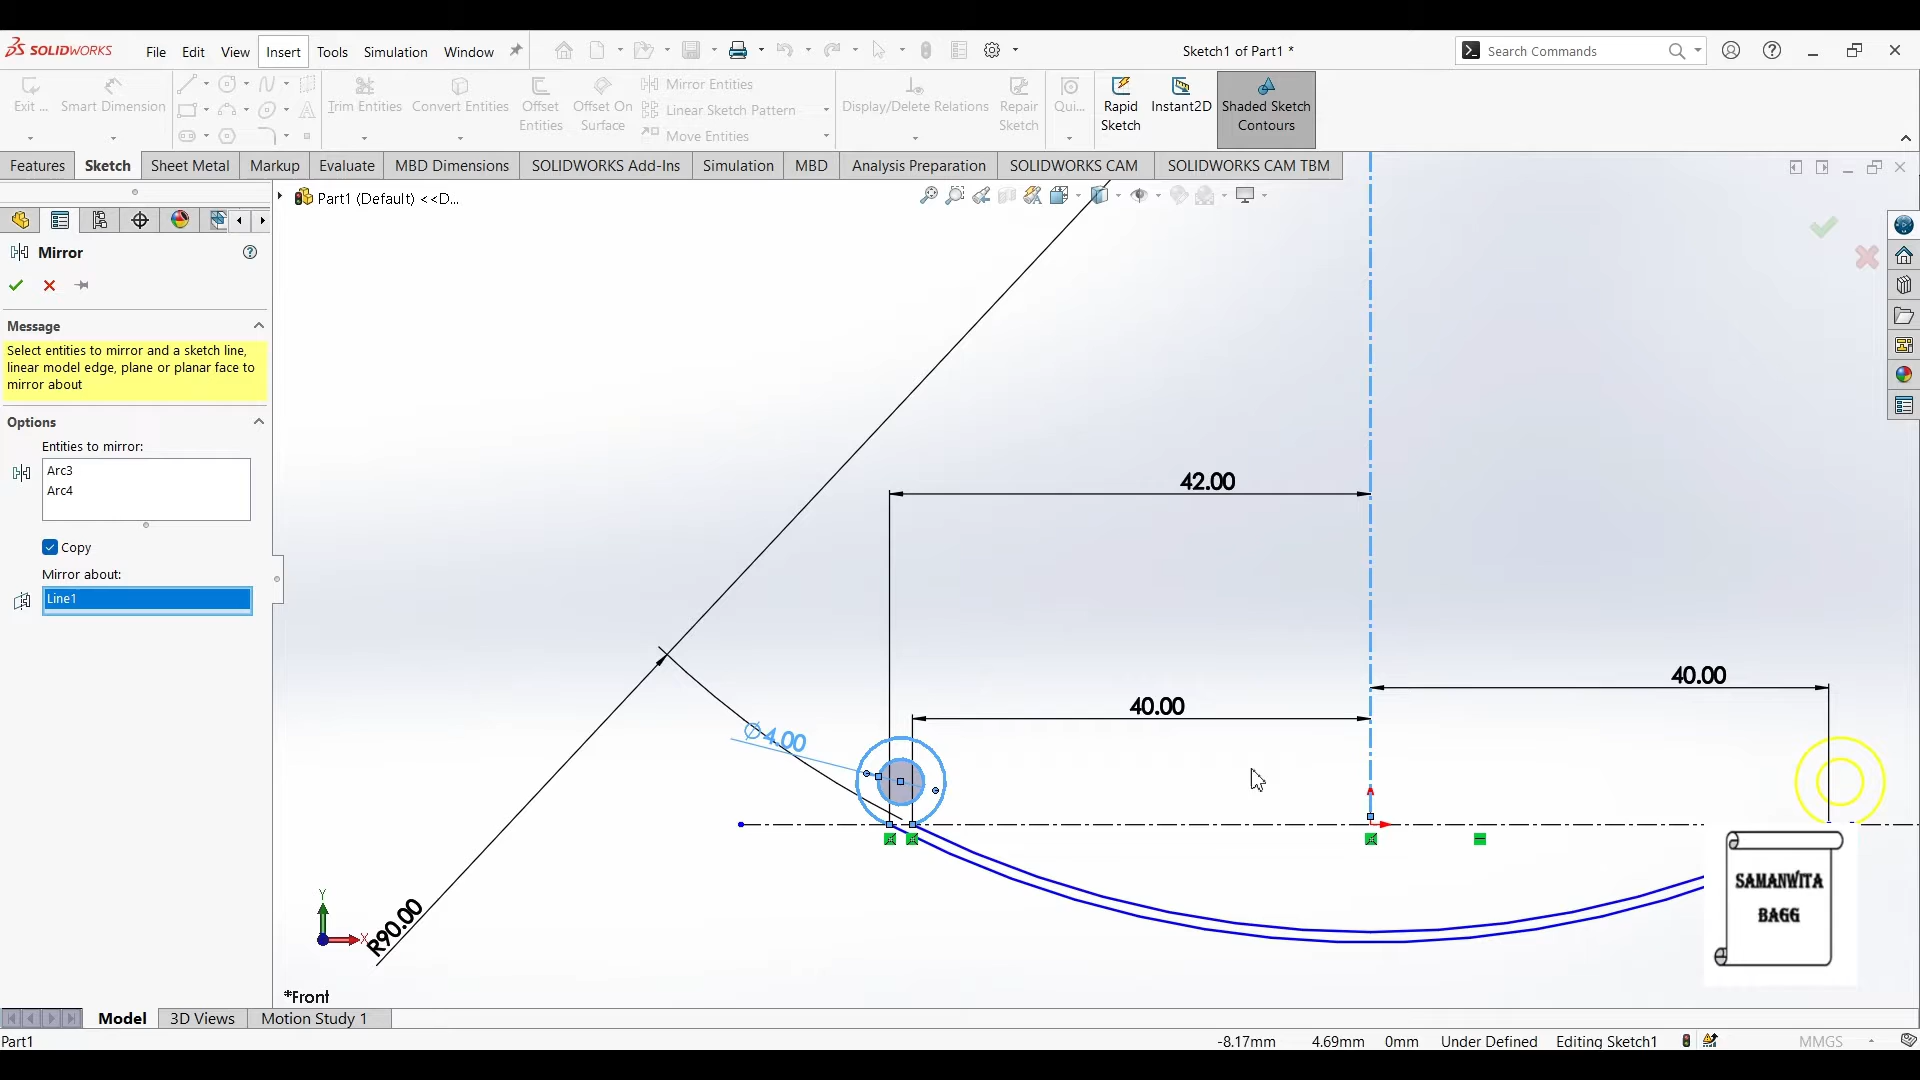 SOLIDWORKS
File Edit View Insert Tools Simulation Window
Sketch1 of Part1 *
Search Commands
Exit ... Smart Dimension
Trim Entities Convert Entities Offset Entities Offset On Surface
Mirror Entities
Linear Sketch Pattern
Move Entities
Display/Delete Relations Repair Sketch Qui... Rapid Sketch Instant2D Shaded Sketch Contours
Features Sketch Sheet Metal Markup Evaluate MBD Dimensions SOLIDWORKS Add-Ins Simulation MBD Analysis Preparation SOLIDWORKS CAM SOLIDWORKS CAM TBM
Part1 (Default) <<D...
Mirror
Message
Select entities to mirror and a sketch line,
linear model edge, plane or planar face to
mirror about
Options
Entities to mirror:
Arc3
Arc4
Copy
Mirror about:
Line1
42.00
40.00
40.00
∅4.00
R90.00
Y
X
SAMANWITA
BAGG
*Front
Model 3D Views Motion Study 1
Part1
-8.17mm 4.69mm 0mm Under Defined Editing Sketch1 MMGS